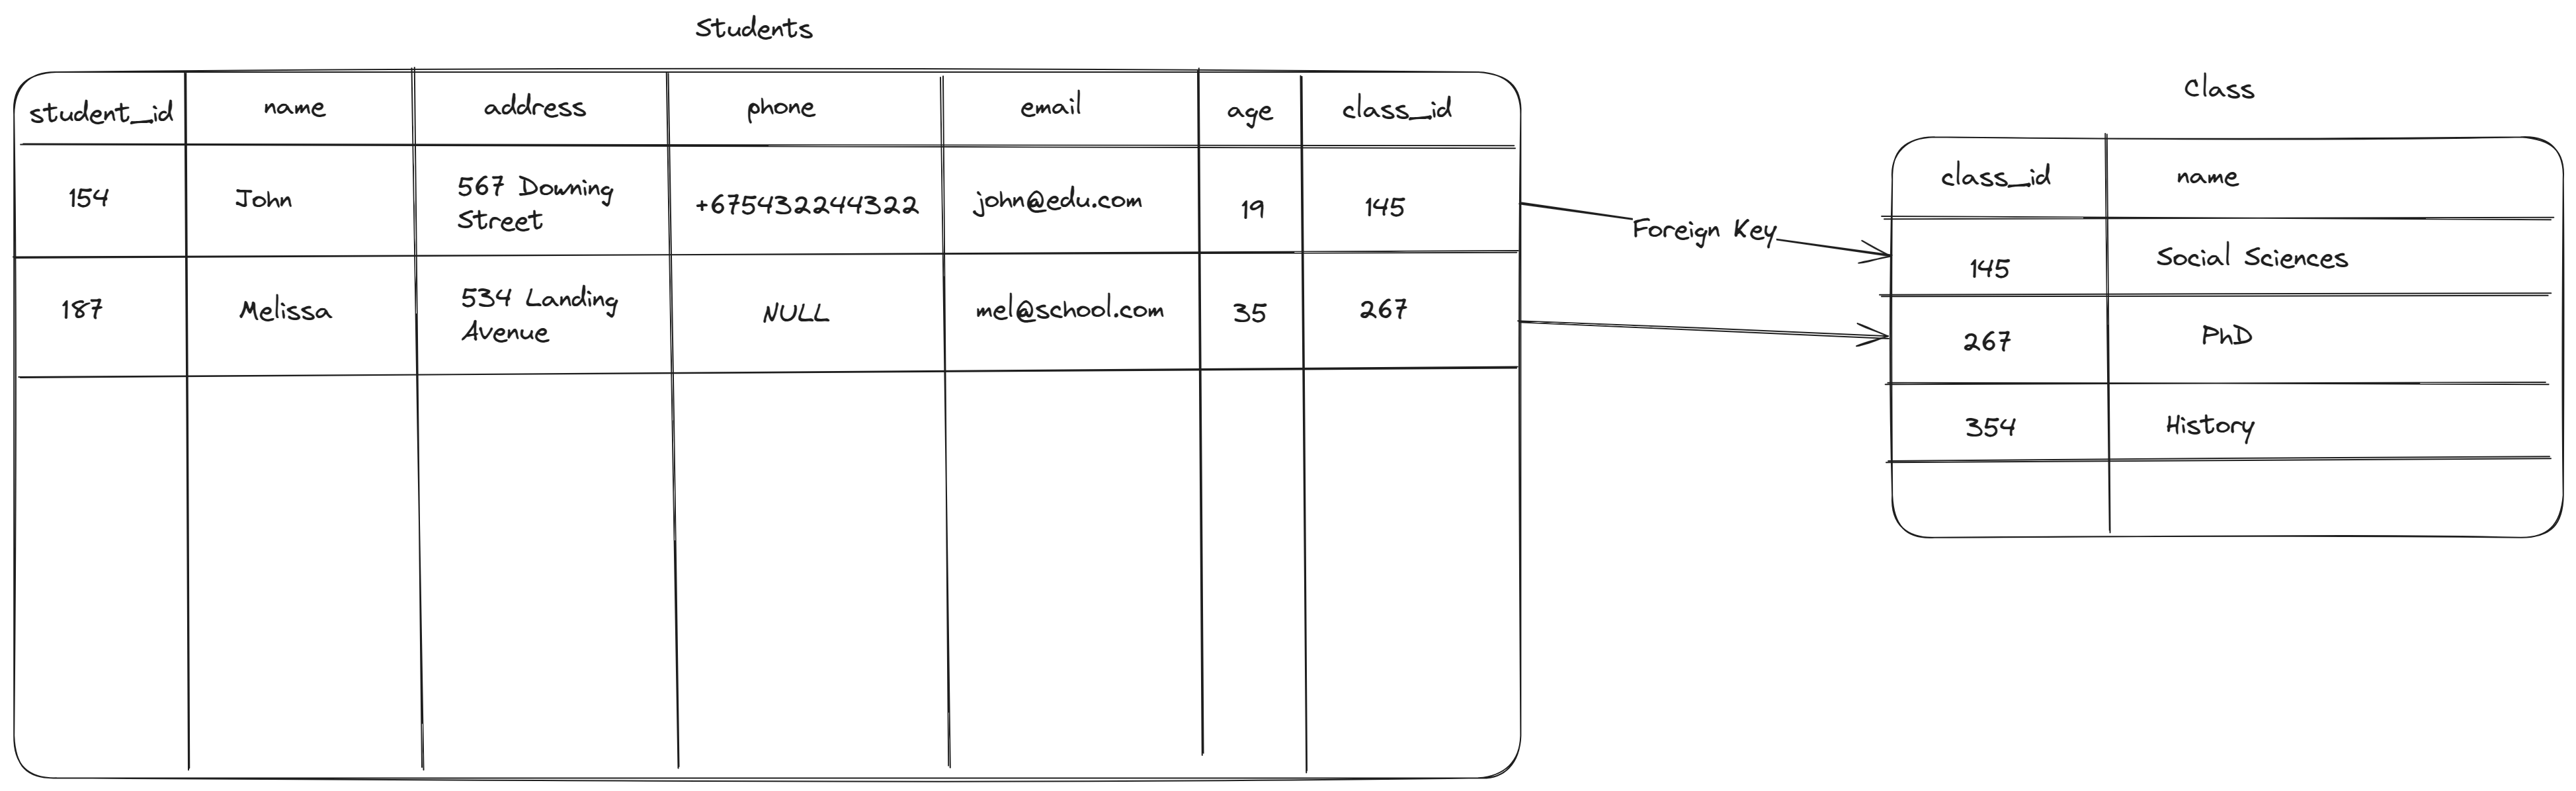 Students
student_id name address phone email age class_id
154 John 567 Downing Street +675432244322 john@edu.com 19 145
187 Melissa 534 Landing Avenue NULL mel@school.com 35 267
Foreign Key
Class
class_id name
145 Social Sciences
267 PhD
354 History